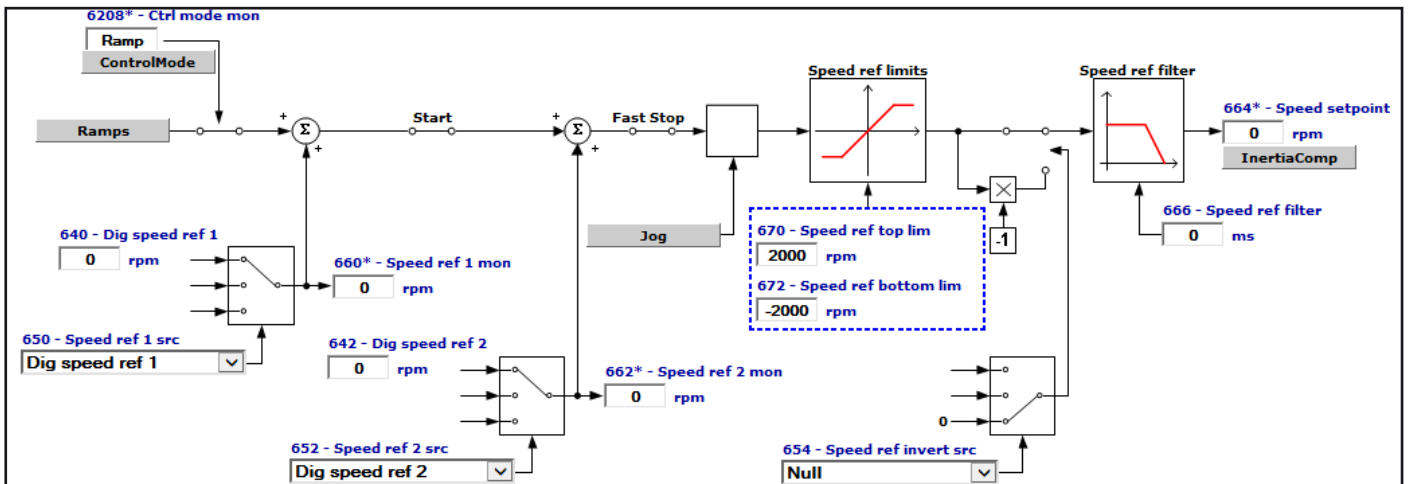 6208* - Ctrl mode mon
Ramp
ControlMode
Ramps
+
Σ
+
Start
+
Σ
+
Fast Stop
Jog
Speed ref limits
670 - Speed ref top lim
2000 rpm
672 - Speed ref bottom lim
-2000 rpm
×
-1
Speed ref filter
664* - Speed setpoint
0 rpm
InertiaComp
666 - Speed ref filter
0 ms
640 - Dig speed ref 1
0 rpm
660* - Speed ref 1 mon
0 rpm
650 - Speed ref 1 src
Dig speed ref 1
642 - Dig speed ref 2
0 rpm
662* - Speed ref 2 mon
0 rpm
652 - Speed ref 2 src
Dig speed ref 2
0
654 - Speed ref invert src
Null